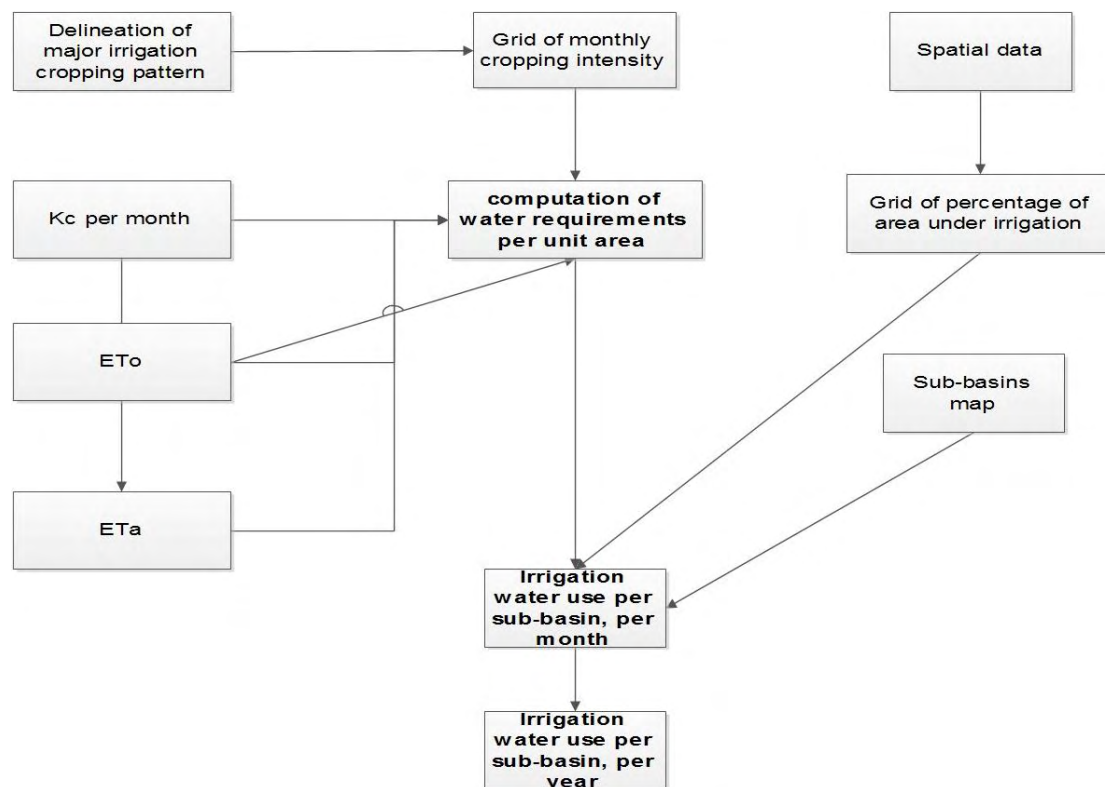 Delineation of
major irrigation
cropping pattern
Grid of monthly
cropping intensity
Spatial data
Kc per month
computation of
water requirements
per unit area
Grid of percentage of
area under irrigation
ETo
Sub-basins
map
ETa
Irrigation
water use per
sub-basin, per
month
Irrigation
water use per
sub-basin, per
year